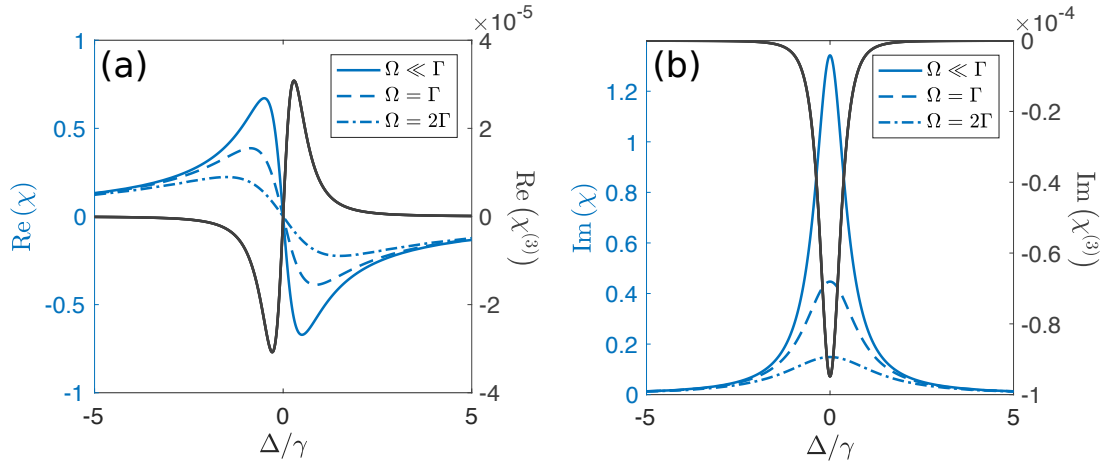 (a)
×10⁻⁵
1
0.5
0
-0.5
-1
Re (χ)
4
2
0
-2
-4
Re (χ⁽³⁾)
-5
0
5
Δ/γ
Ω ≪ Γ
Ω = Γ
Ω = 2Γ
(b)
×10⁻⁴
1.2
1
0.8
0.6
0.4
0.2
0
Im (χ)
0
-0.2
-0.4
-0.6
-0.8
-1
Im (χ⁽³⁾)
-5
0
5
Δ/γ
Ω ≪ Γ
Ω = Γ
Ω = 2Γ